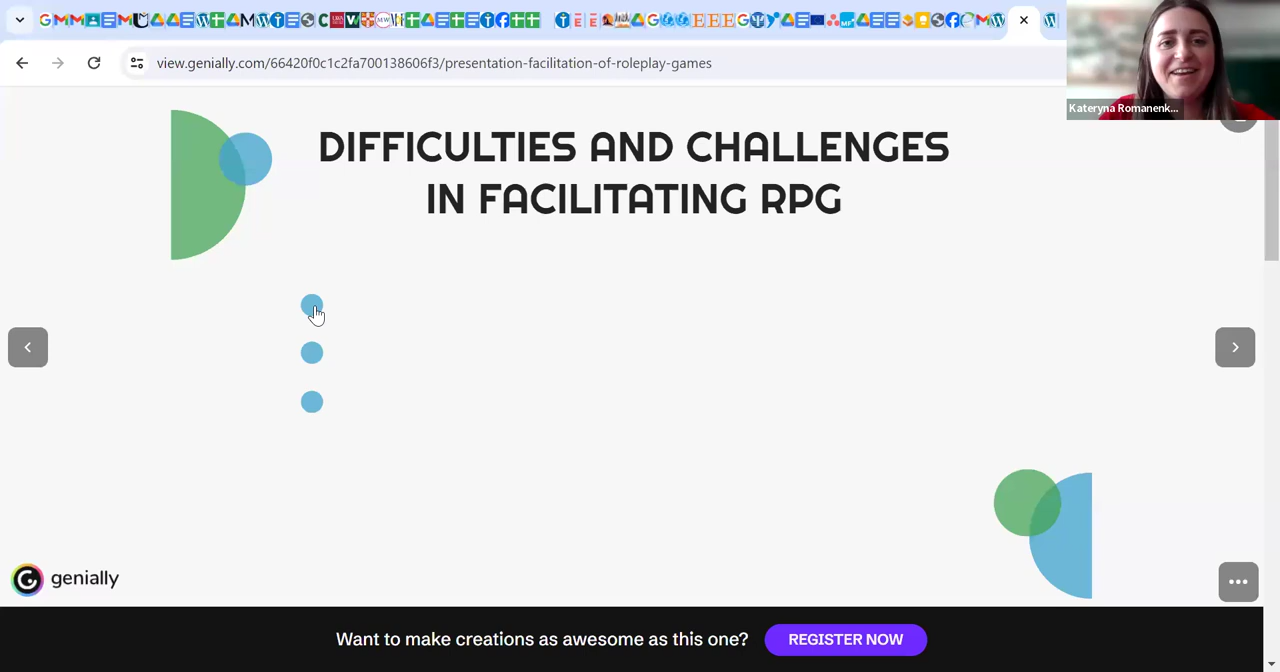 view.genially.com/66420f0c1c2fa700138606f3/presentation-facilitation-of-roleplay-games
Kateryna Romanenk...
DIFFICULTIES AND CHALLENGES
IN FACILITATING RPG
genially
Want to make creations as awesome as this one?
REGISTER NOW